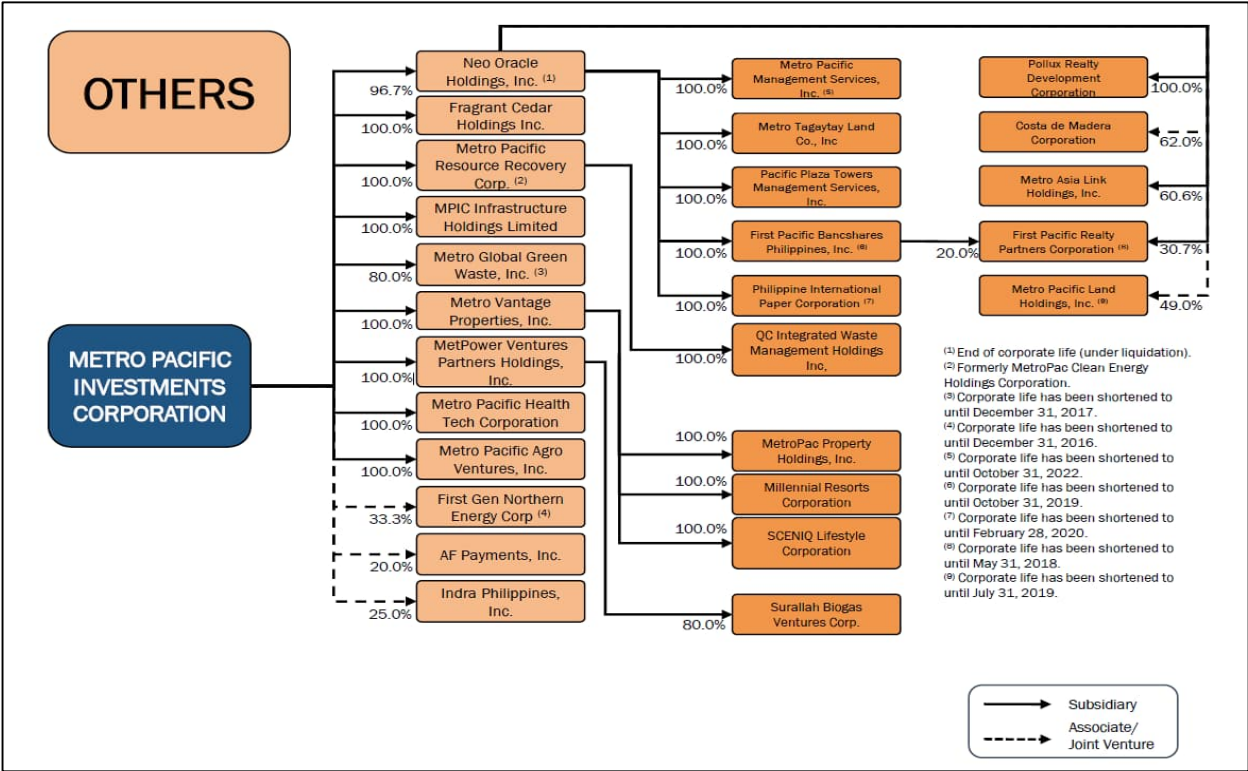 OTHERS
METRO PACIFIC
INVESTMENTS
CORPORATION
Neo Oracle
Holdings, Inc. (1)
96.7%
Fragrant Cedar
Holdings Inc.
100.0%
Metro Pacific
Resource Recovery
Corp. (2)
100.0%
MPIC Infrastructure
Holdings Limited
100.0%
Metro Global Green
Waste, Inc. (3)
80.0%
Metro Vantage
Properties, Inc.
100.0%
MetPower Ventures
Partners Holdings,
Inc.
100.0%
Metro Pacific Health
Tech Corporation
100.0%
Metro Pacific Agro
Ventures, Inc.
100.0%
First Gen Northern
Energy Corp (4)
33.3%
AF Payments, Inc.
20.0%
Indra Philippines,
Inc.
25.0%
Metro Pacific
Management Services,
Inc. (5)
100.0%
Metro Tagaytay Land
Co., Inc
100.0%
Pacific Plaza Towers
Management Services,
Inc.
100.0%
First Pacific Bancshares
Philippines, Inc. (6)
100.0%
Philippine International
Paper Corporation (7)
100.0%
QC Integrated Waste
Management Holdings
Inc,
100.0%
MetroPac Property
Holdings, Inc.
100.0%
Millennial Resorts
Corporation
100.0%
SCENIQ Lifestyle
Corporation
100.0%
Surallah Biogas
Ventures Corp.
80.0%
Pollux Realty
Development
Corporation
100.0%
Costa de Madera
Corporation
62.0%
Metro Asia Link
Holdings, Inc.
60.6%
First Pacific Realty
Partners Corporation (8)
20.0%
30.7%
Metro Pacific Land
Holdings, Inc. (9)
49.0%
(1) End of corporate life (under liquidation).
(2) Formerly MetroPac Clean Energy
Holdings Corporation.
(3) Corporate life has been shortened to
until December 31, 2017.
(4) Corporate life has been shortened to
until December 31, 2016.
(5) Corporate life has been shortened to
until October 31, 2022.
(6) Corporate life has been shortened to
until October 31, 2019.
(7) Corporate life has been shortened to
until February 28, 2020.
(8) Corporate life has been shortened to
until May 31, 2018.
(9) Corporate life has been shortened to
until July 31, 2019.
Subsidiary
Associate/
Joint Venture